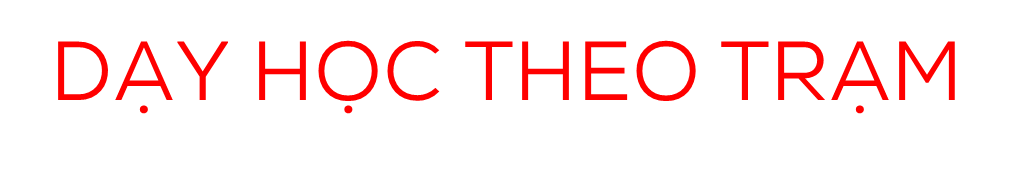 DẠY HỌC THEO TRẠM